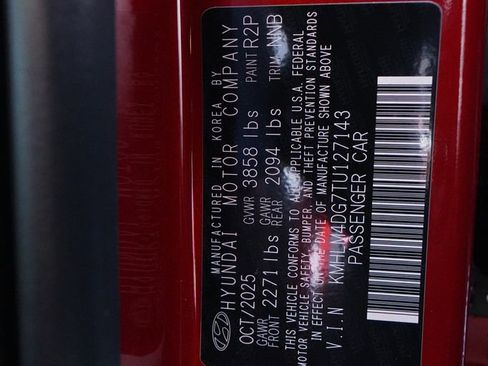 MANUFACTURED IN KOREA BY
HYUNDAI MOTOR COMPANY
OCT/2025 GVWR 3858 lbs PAINT R2P
GAWR FRONT 2271 lbs GAWR REAR 2094 lbs TRIM NNB
THIS VEHICLE CONFORMS TO ALL APPLICABLE U.S.A. FEDERAL
MOTOR VEHICLE SAFETY, BUMPER, AND THEFT PREVENTION STANDARDS
IN EFFECT ON THE DATE OF MANUFACTURE SHOWN ABOVE
V.I.N KMHLM4DG7TU127143
PASSENGER CAR